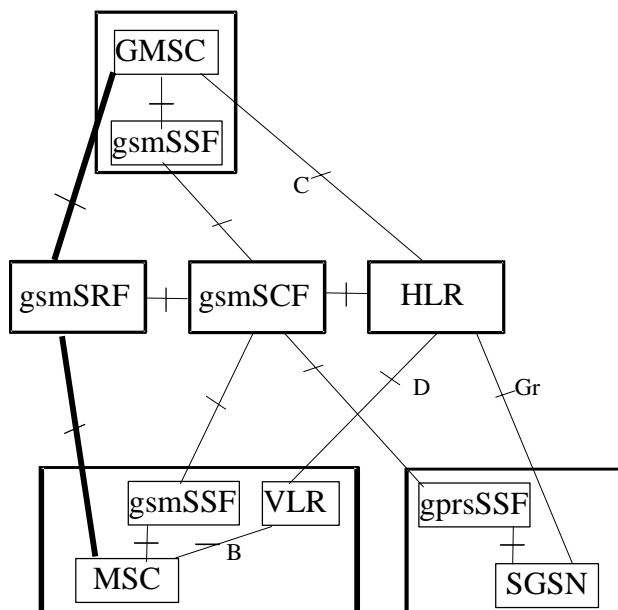 GMSC
gsmSSF
C
gsmSRF
gsmSCF
HLR
D
Gr
gsmSSF
VLR
gprsSSF
B
MSC
SGSN